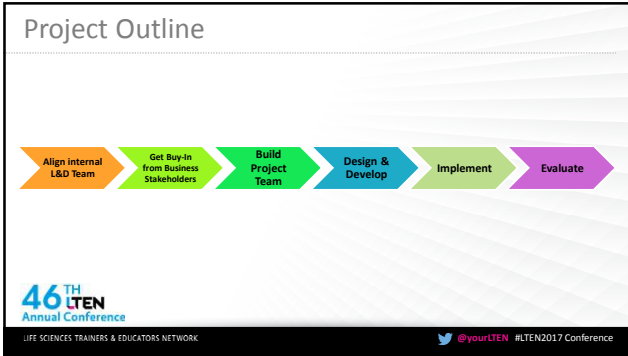 Project Outline
Align internal
L&D Team
Get Buy-In
from Business
Stakeholders
Build
Project
Team
Design &
Develop
Implement
Evaluate
46TH
LTEN
Annual Conference
LIFE SCIENCES TRAINERS & EDUCATORS NETWORK
@yourLTEN #LTEN2017 Conference